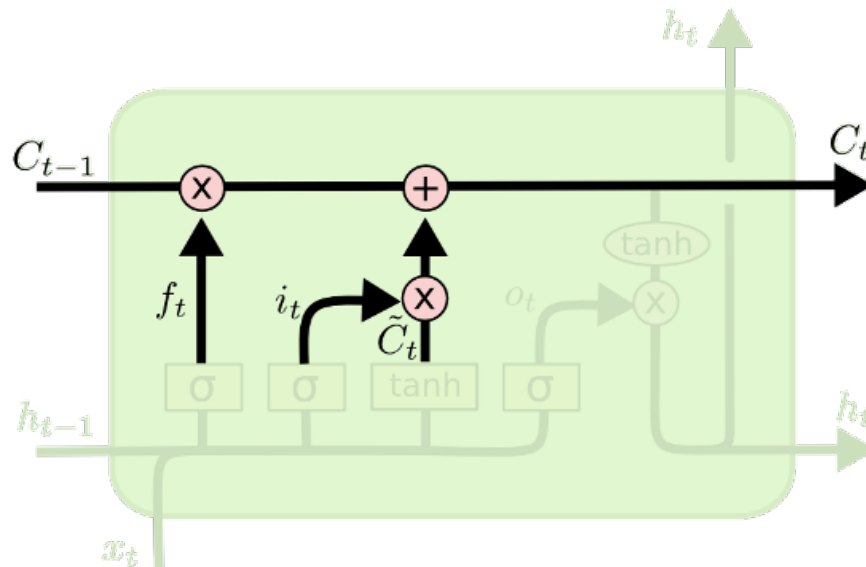 h_t
C_{t-1}
C_t
x
+
tanh
f_t
i_t
x
o_t
x
C̃_t
σ
σ
tanh
σ
h_{t-1}
h_t
x_t